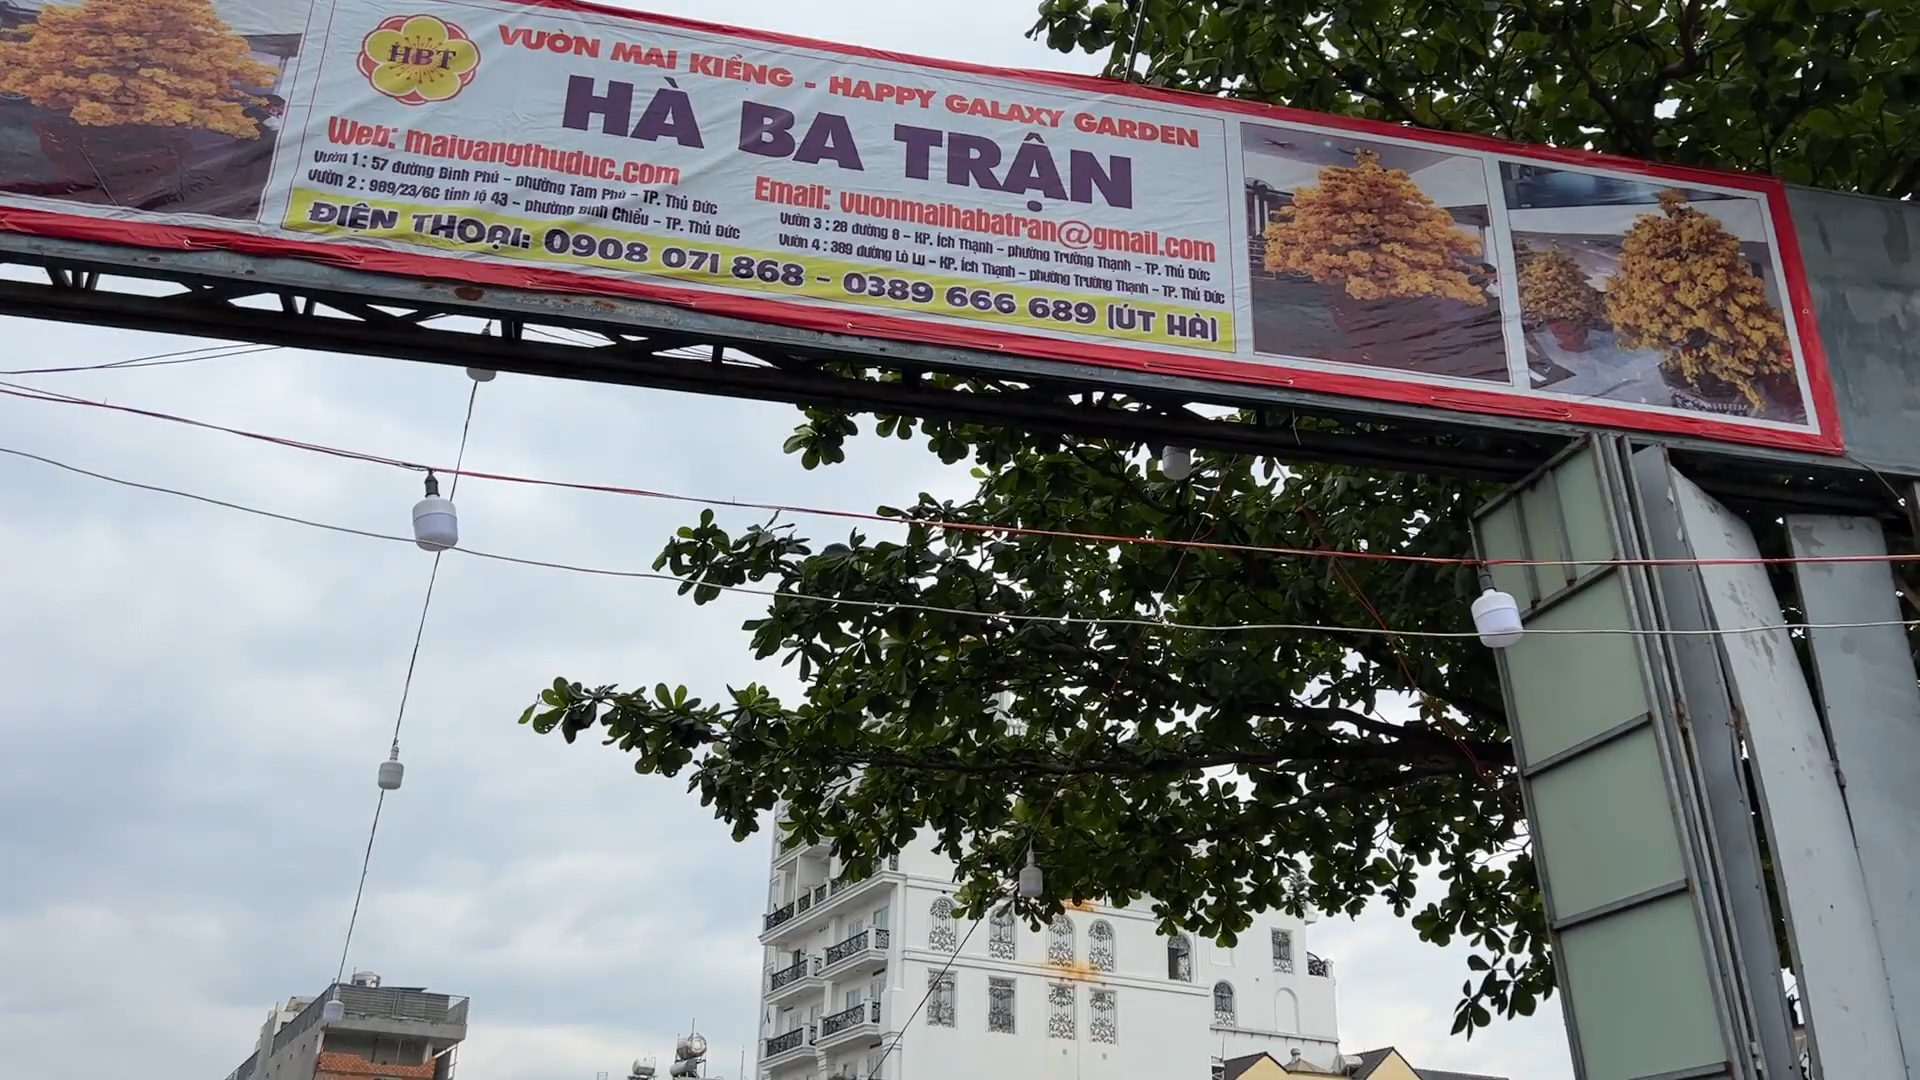 HBT
VƯỜN MAI KIỂNG - HAPPY GALAXY GARDEN
HÀ BA TRẬN
Web: maivangthuduc.com
Email: vuonmaihabatran@gmail.com
Vườn 1 : 57 đường Bình Phú - phường Tam Phú - TP. Thủ Đức
Vườn 2 : 989/23/6C tỉnh lộ 43 - phường Bình Chiểu - TP. Thủ Đức
Vườn 3 : 28 đường 8 - KP. Ích Thạnh - phường Trường Thạnh - TP. Thủ Đức
Vườn 4 : 389 đường Lò Lu - KP. Ích Thạnh - phường Trường Thạnh - TP. Thủ Đức
ĐIỆN THOẠI: 0908 071 868 - 0389 666 689 (ÚT HÀ)